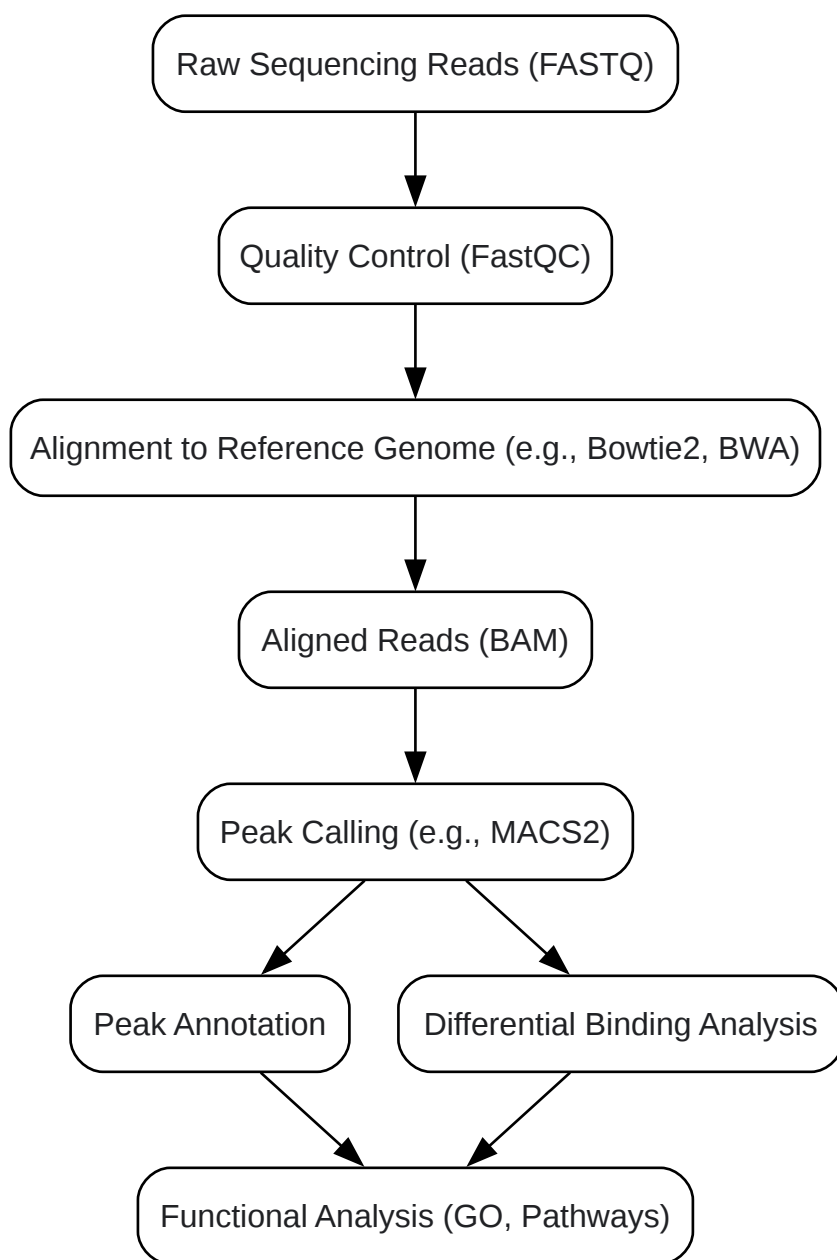 Raw Sequencing Reads (FASTQ)
Quality Control (FastQC)
Alignment to Reference Genome (e.g., Bowtie2, BWA)
Aligned Reads (BAM)
Peak Calling (e.g., MACS2)
Peak Annotation
Differential Binding Analysis
Functional Analysis (GO, Pathways)